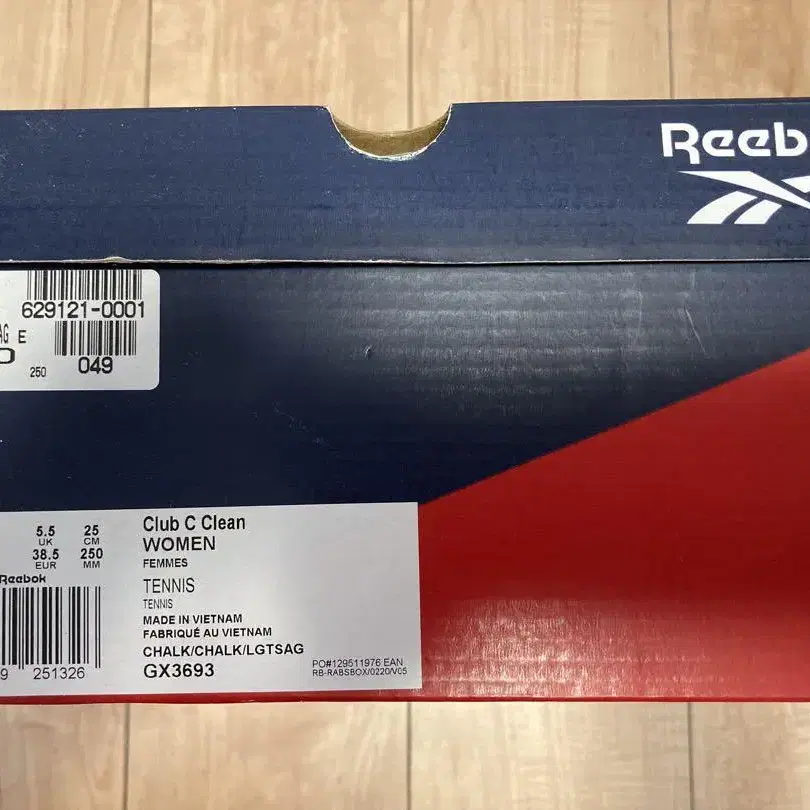 Reeb
629121-0001
AG E
250
049
5.5 25
UK CM
38.5 250
EUR MM
Reebok
9 251326
Club C Clean
WOMEN
FEMMES
TENNIS
TENNIS
MADE IN VIETNAM
FABRIQUÉ AU VIETNAM
CHALK/CHALK/LGTSAG
GX3693
PO#129511976 EAN
RB-RABSBOX/0220/V05